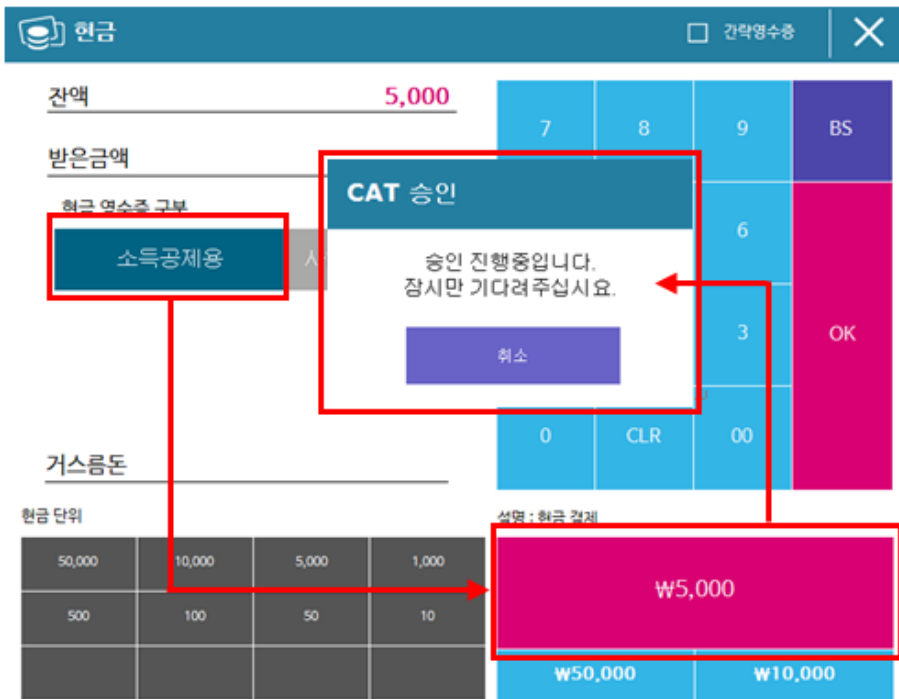 현금
간략영수증
잔액 5,000
받은금액
현금 영수증 구분
소득공제용
7 8 9 BS
6
3 OK
0 CLR 00
CAT 승인
승인 진행중입니다.
잠시만 기다려주십시요.
취소
거스름돈
현금 단위
50,000 10,000 5,000 1,000
500 100 50 10
설명 : 현금 결제
₩5,000
₩50,000 ₩10,000